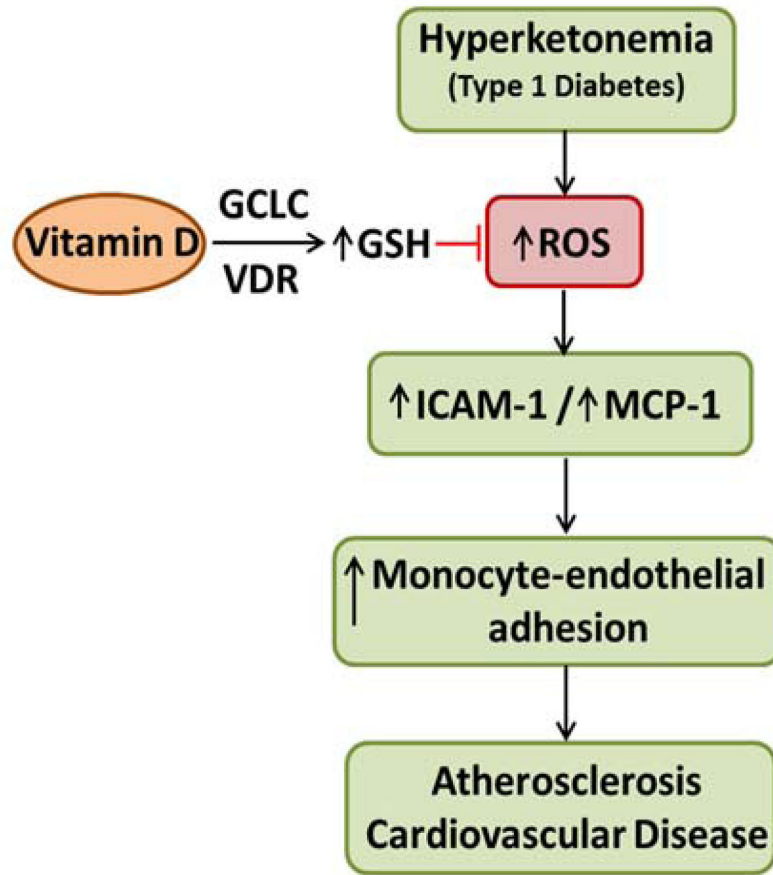 Hyperketonemia
(Type 1 Diabetes)
GCLC
Vitamin D
↑GSH
↑ROS
VDR
↑ICAM-1 /↑MCP-1
↑Monocyte-endothelial
adhesion
Atherosclerosis
Cardiovascular Disease